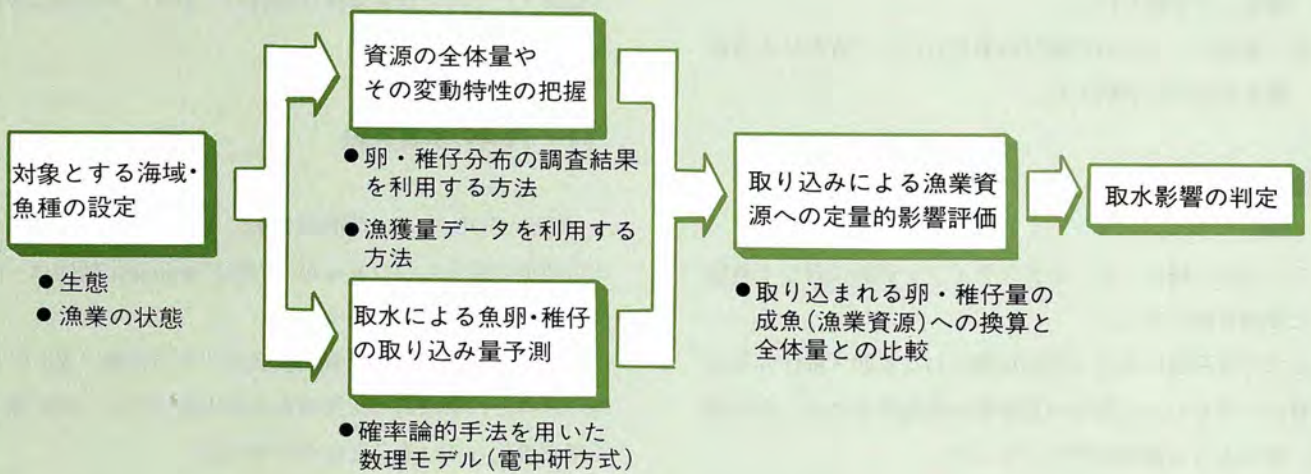 対象とする海域・
魚種の設定
●生態
●漁業の状態
資源の全体量や
その変動特性の把握
●卵・稚仔分布の調査結果
を利用する方法
●漁獲量データを利用する
方法
取水による魚卵・稚仔
の取り込み量予測
●確率論的手法を用いた
数理モデル(電中研方式)
取り込みによる漁業資
源への定量的影響評価
●取り込まれる卵・稚仔量の
成魚(漁業資源)への換算と
全体量との比較
取水影響の判定